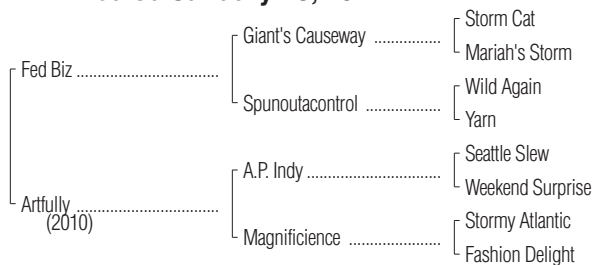 Storm Cat
Giant's Causeway
Mariah's Storm
Fed Biz
Wild Again
Spunoutacontrol
Yarn
Seattle Slew
A.P. Indy
Weekend Surprise
Artfully
(2010)
Stormy Atlantic
Magnificience
Fashion Delight